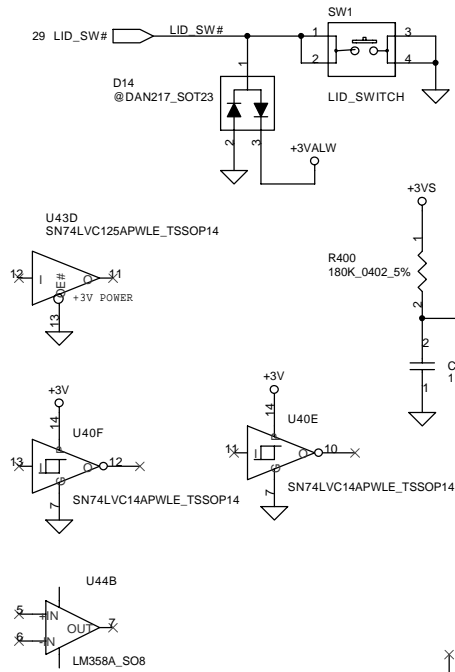 SW1
29 LID_SW#
LID_SW#
1
2
3
4
LID_SWITCH
D14
@DAN217_SOT23
1
2
3
+3VALW
+3VS
1
R400
180K_0402_5%
2
2
C
1
1
U43D
SN74LVC125APWLE_TSSOP14
12
I
OE#
O
11
+3V POWER
13
+3V
14
U40F
13
I
P
O
12
G
7
SN74LVC14APWLE_TSSOP14
+3V
14
U40E
11
I
P
O
10
G
7
SN74LVC14APWLE_TSSOP14
U44B
5
+IN
6
-IN
OUT
7
LM358A_SO8